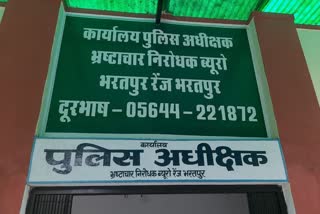 कार्यालय पुलिस अधीक्षक
भ्रष्टाचार निरोधक ब्यूरो
भरतपुर रेंज भरतपुर
दूरभाष – 05644 – 221872
कार्यालय
पुलिस अधीक्षक
भ्रष्टाचार निरोधक ब्यूरो रेंज भरतपुर